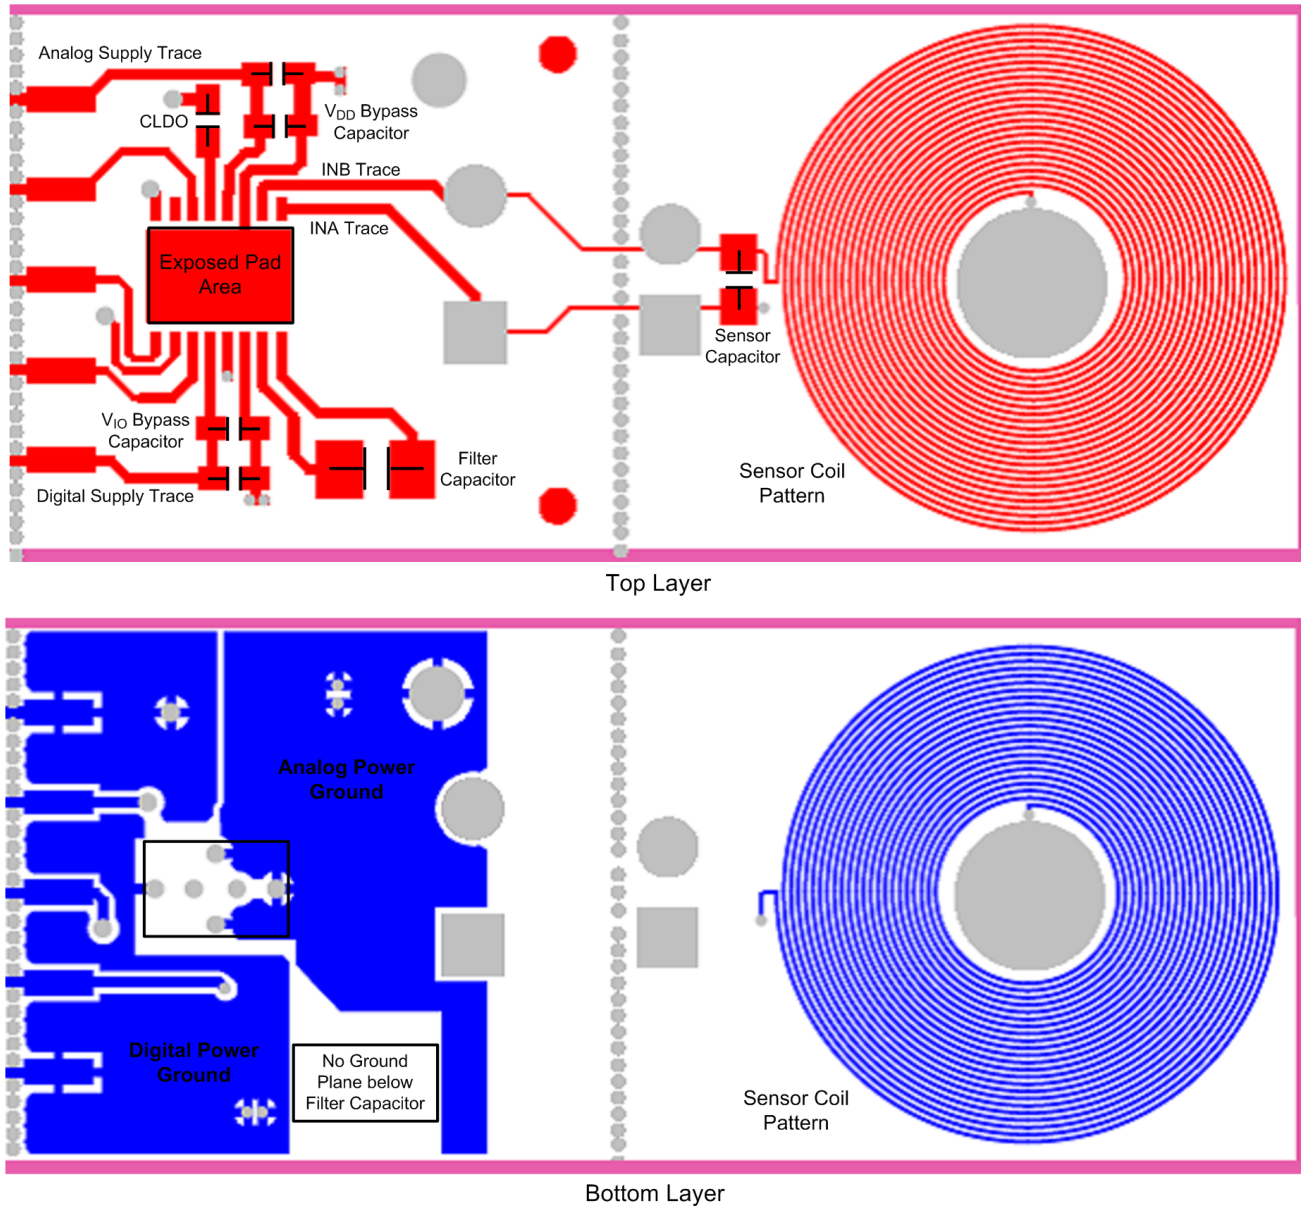 Analog Supply Trace
CLDO
V_DD Bypass
Capacitor
INB Trace
INA Trace
Exposed Pad
Area
Sensor
Capacitor
V_IO Bypass
Capacitor
Filter
Capacitor
Digital Supply Trace
Sensor Coil
Pattern
Top Layer
Analog Power
Ground
Digital Power
Ground
No Ground
Plane below
Filter Capacitor
Sensor Coil
Pattern
Bottom Layer